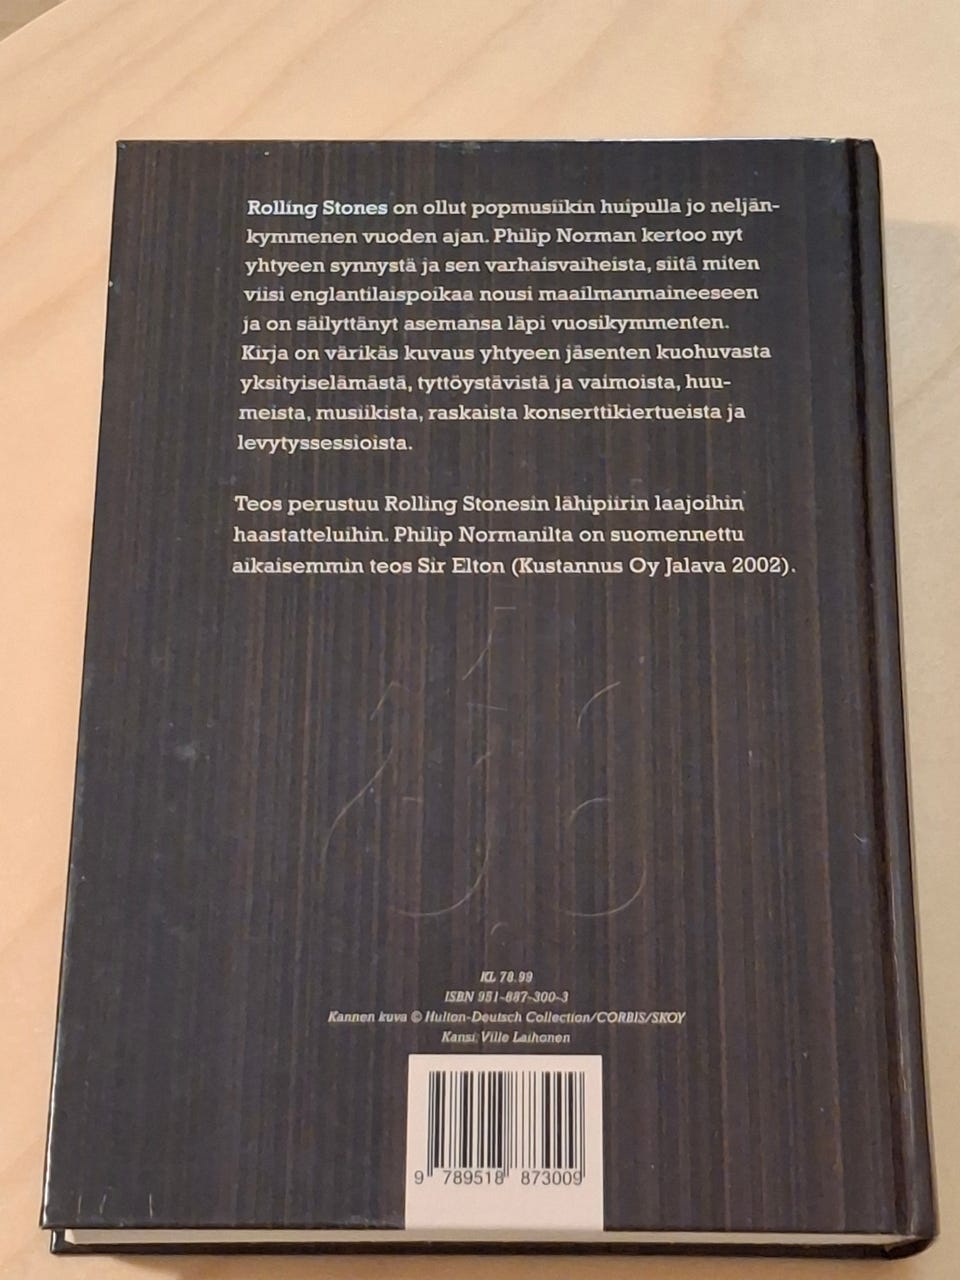 Rolling Stones on ollut popmusiikin huipulla jo neljän-
kymmenen vuoden ajan. Philip Norman kertoo nyt
yhtyeen synnystä ja sen varhaisvaiheista, siitä miten
viisi englantilaispoikaa nousi maailmanmaineeseen
ja on säilyttänyt asemansa läpi vuosikymmenten.
Kirja on värikäs kuvaus yhtyeen jäsenten kuohuvasta
yksityiselämästä, tyttöystävistä ja vaimoista, huu-
meista, musiikista, raskaista konserttikiertueista ja
levytyssessioista.
Teos perustuu Rolling Stonesin lähipiirin laajoihin
haastatteluihin. Philip Normanilta on suomennettu
aikaisemmin teos Sir Elton (Kustannus Oy Jalava 2002).
KL 78.99
ISBN 951-887-300-3
Kannen kuva © Hulton-Deutsch Collection/CORBIS/SKOY
Kansi Ville Laihonen
9 789518 873009